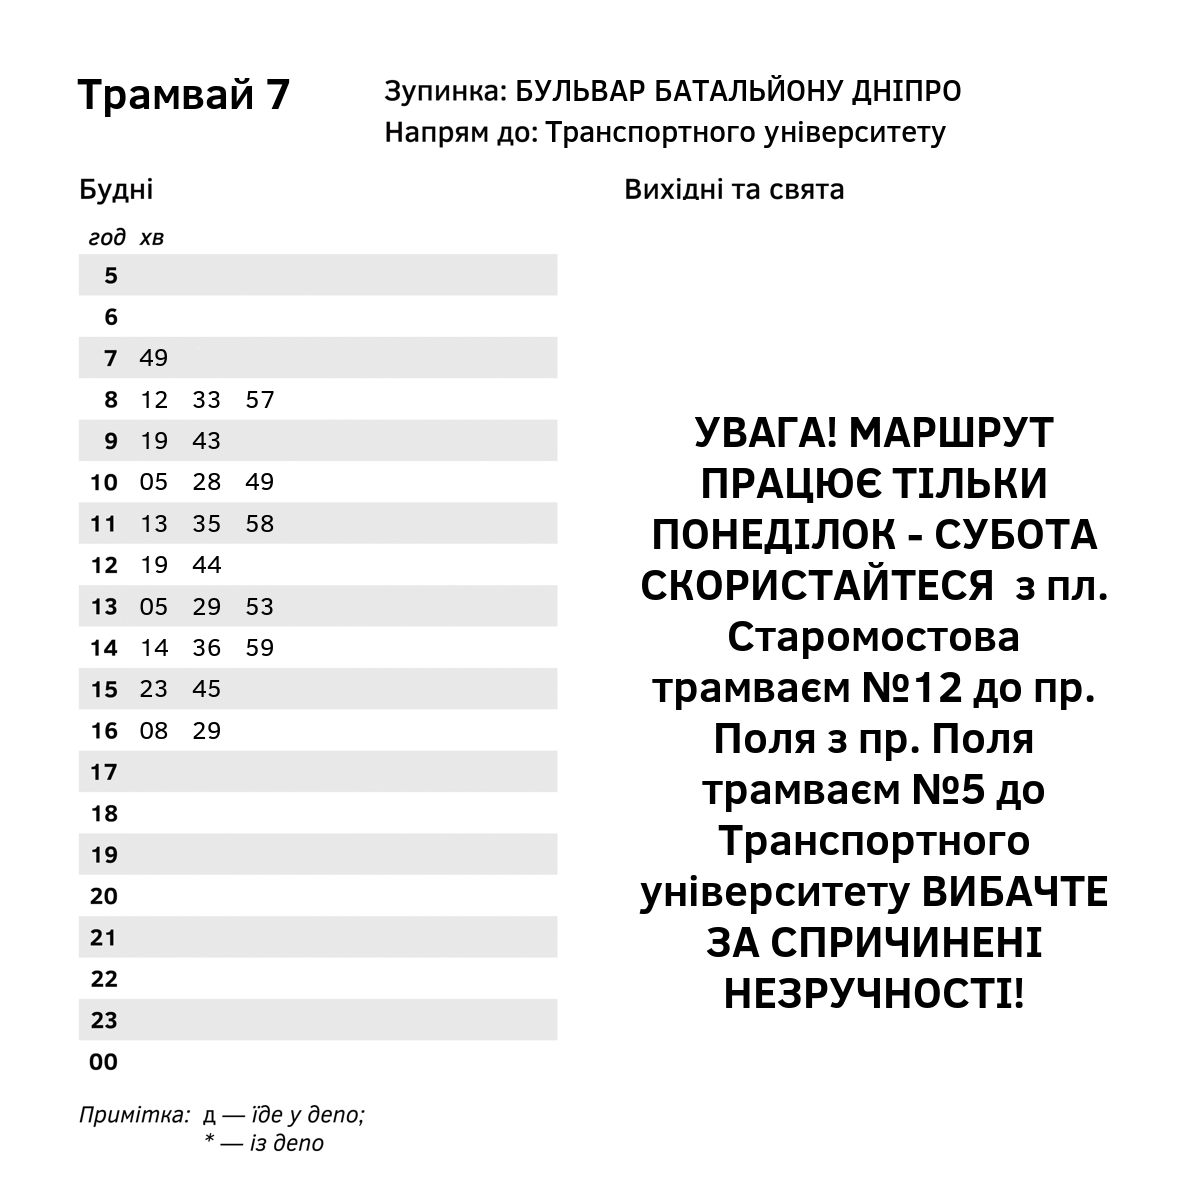 Трамвай 7
Зупинка: БУЛЬВАР БАТАЛЬЙОНУ ДНІПРО
Напрям до: Транспортного університету
Будні
год хв
5
6
7 49
8 12 33 57
9 19 43
10 05 28 49
11 13 35 58
12 19 44
13 05 29 53
14 14 36 59
15 23 45
16 08 29
17
18
19
20
21
22
23
00
Примітка: д — їде у депо;
* — із депо
Вихідні та свята
УВАГА! МАРШРУТ
ПРАЦЮЄ ТІЛЬКИ
ПОНЕДІЛОК - СУБОТА
СКОРИСТАЙТЕСЯ з пл.
Старомостова
трамваєм №12 до пр.
Поля з пр. Поля
трамваєм №5 до
Транспортного
університету ВИБАЧТЕ
ЗА СПРИЧИНЕНІ
НЕЗРУЧНОСТІ!